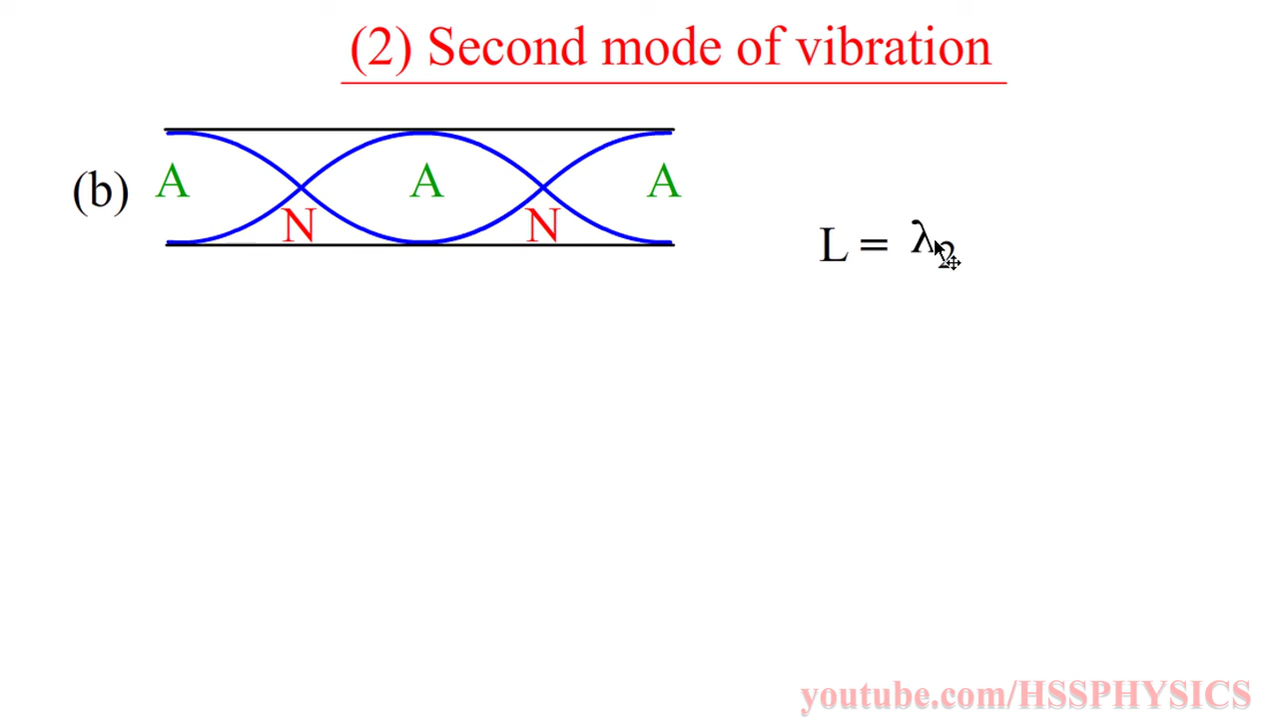 (2) Second mode of vibration
(b) A A A
N N
L = λ₂
youtube.com/HSSPHYSICS